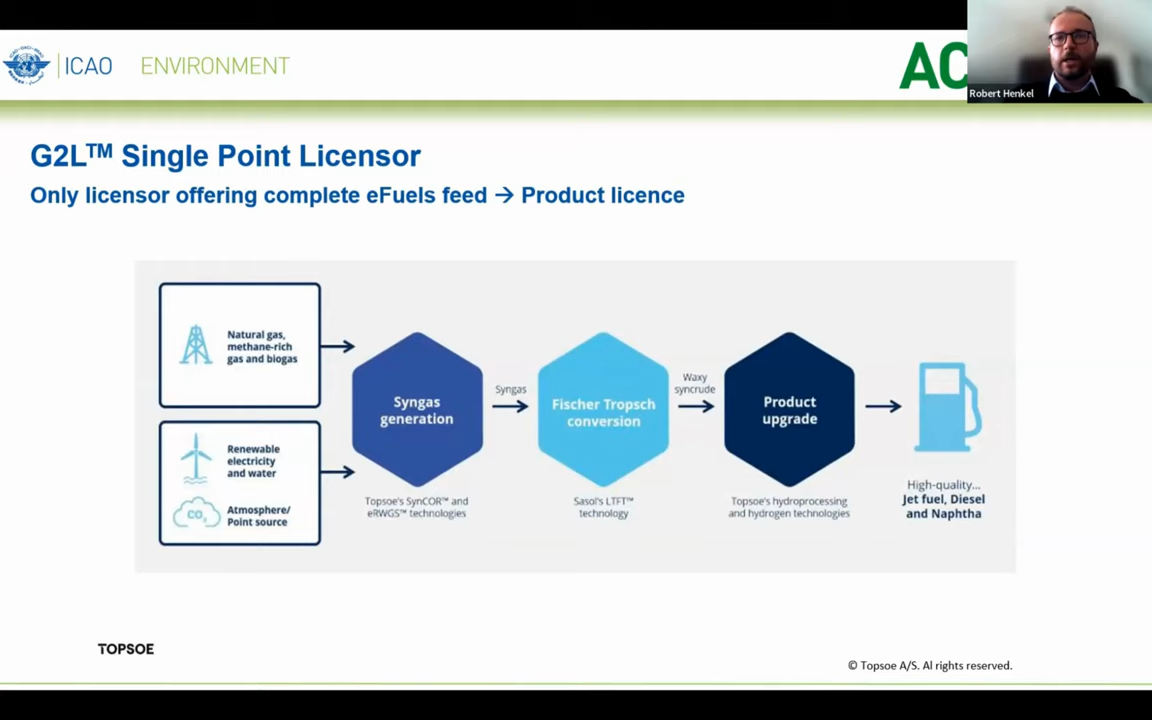 ICAO ENVIRONMENT
AC
Robert Henkel
G2L™ Single Point Licensor
Only licensor offering complete eFuels feed → Product licence
Natural gas,
methane-rich
gas and biogas
Renewable
electricity
and water
CO2
Atmosphere/
Point source
Syngas
generation
Topsoe's SynCOR™ and
eRWGS™ technologies
Syngas
Fischer Tropsch
conversion
Sasol's LTFT™
technology
Waxy
syncrude
Product
upgrade
Topsoe's hydroprocessing
and hydrogen technologies
High-quality...
Jet fuel, Diesel
and Naphtha
TOPSOE
© Topsoe A/S. Al rights reserved.